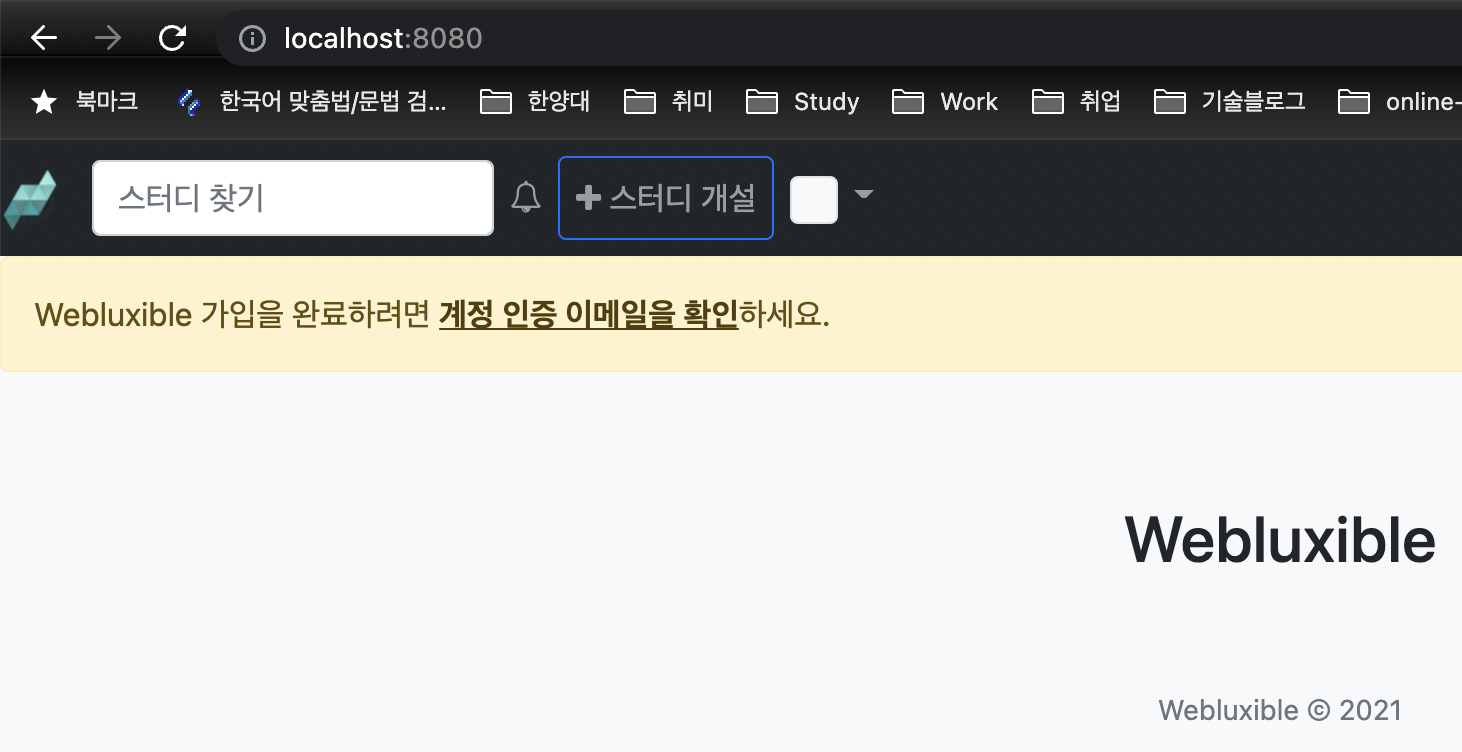 localhost:8080
북마크 한국어 맞춤법/문법 검... 한양대 취미 Study Work 취업 기술블로그 online-
스터디 찾기 스터디 개설
Webluxible 가입을 완료하려면 계정 인증 이메일을 확인하세요.
Webluxible
Webluxible © 2021